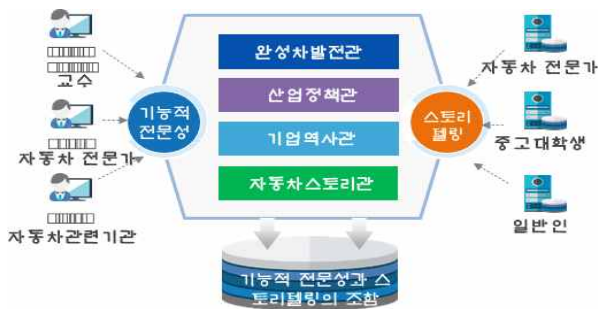 교수
자동차 전문가
자동차관련기관
기능적
전문성
완성차발전관
산업정책관
기업역사관
자동차스토리관
스토리
텔링
자동차 전문가
중고대학생
일반인
기능적 전문성과 스
토리텔링의 조합